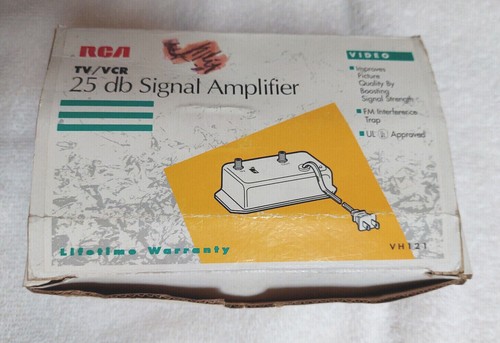 RCA
TV/VCR
25 db Signal Amplifier
VIDEO
Improves
Picture
Quality By
Boosting
Signal Strength
FM Interference
Trap
UL Approved
Lifetime Warranty
VH121